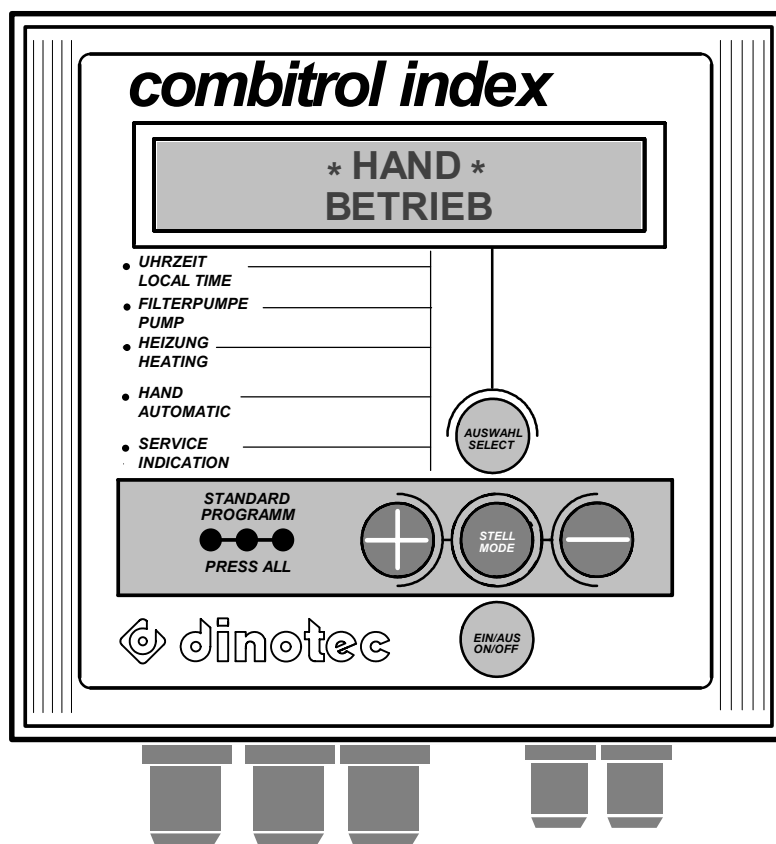 combitrol index
* HAND *
BETRIEB
UHRZEIT
LOCAL TIME
FILTERPUMPE
PUMP
HEIZUNG
HEATING
HAND
AUTOMATIC
SERVICE
INDICATION
AUSWAHL
SELECT
STANDARD
PROGRAMM
PRESS ALL
STELL
MODE
dinotec
EIN/AUS
ON/OFF